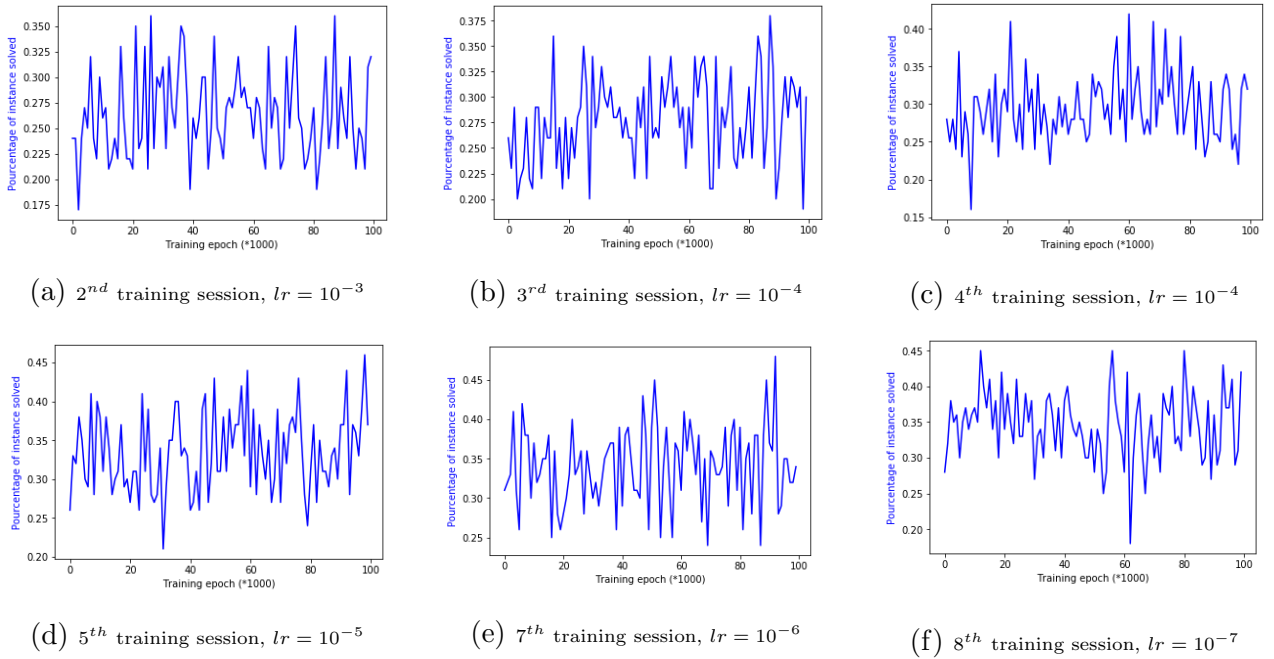 Pourcentage of instance solved
0.350
0.325
0.300
0.275
0.250
0.225
0.200
0.175
0 20 40 60 80 100
Training epoch (*1000)
(a) 2nd training session, lr = 10−3
Pourcentage of instance solved
0.375
0.350
0.325
0.300
0.275
0.250
0.225
0.200
0 20 40 60 80 100
Training epoch (*1000)
(b) 3rd training session, lr = 10−4
Pourcentage of instance solved
0.40
0.35
0.30
0.25
0.20
0.15
0 20 40 60 80 100
Training epoch (*1000)
(c) 4th training session, lr = 10−4
Pourcentage of instance solved
0.45
0.40
0.35
0.30
0.25
0.20
0 20 40 60 80 100
Training epoch (*1000)
(d) 5th training session, lr = 10−5
Pourcentage of instance solved
0.45
0.40
0.35
0.30
0.25
0 20 40 60 80 100
Training epoch (*1000)
(e) 7th training session, lr = 10−6
Pourcentage of instance solved
0.45
0.40
0.35
0.30
0.25
0.20
0 20 40 60 80 100
Training epoch (*1000)
(f) 8th training session, lr = 10−7